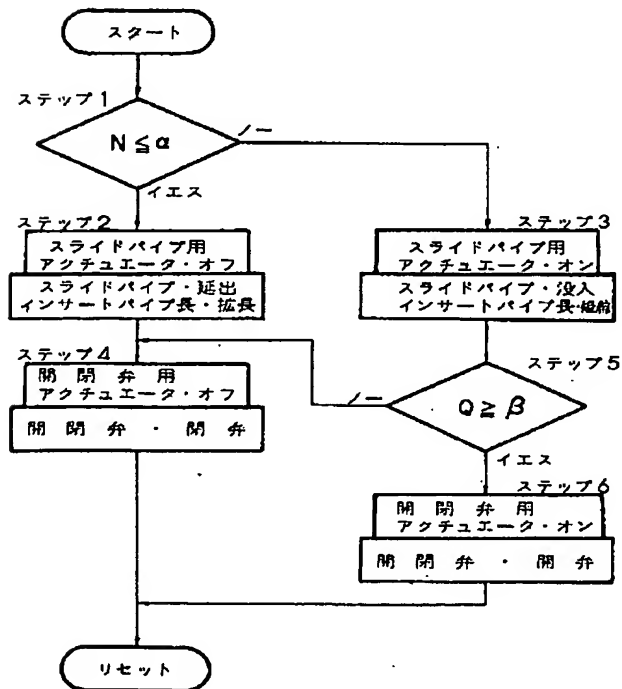 スタート
ステップ1
N≦α
ノー
イエス
ステップ2
スライドパイプ用
アクチュエータ・オフ
スライドパイプ・延出
インサートパイプ長・拡長
ステップ3
スライドパイプ用
アクチュエータ・オン
スライドパイプ・没入
インサートパイプ長・短縮
ステップ4
開閉弁用
アクチュエータ・オフ
開閉弁・閉弁
ステップ5
Q≧β
ノー
イエス
ステップ6
開閉弁用
アクチュエータ・オン
開閉弁・開弁
リセット